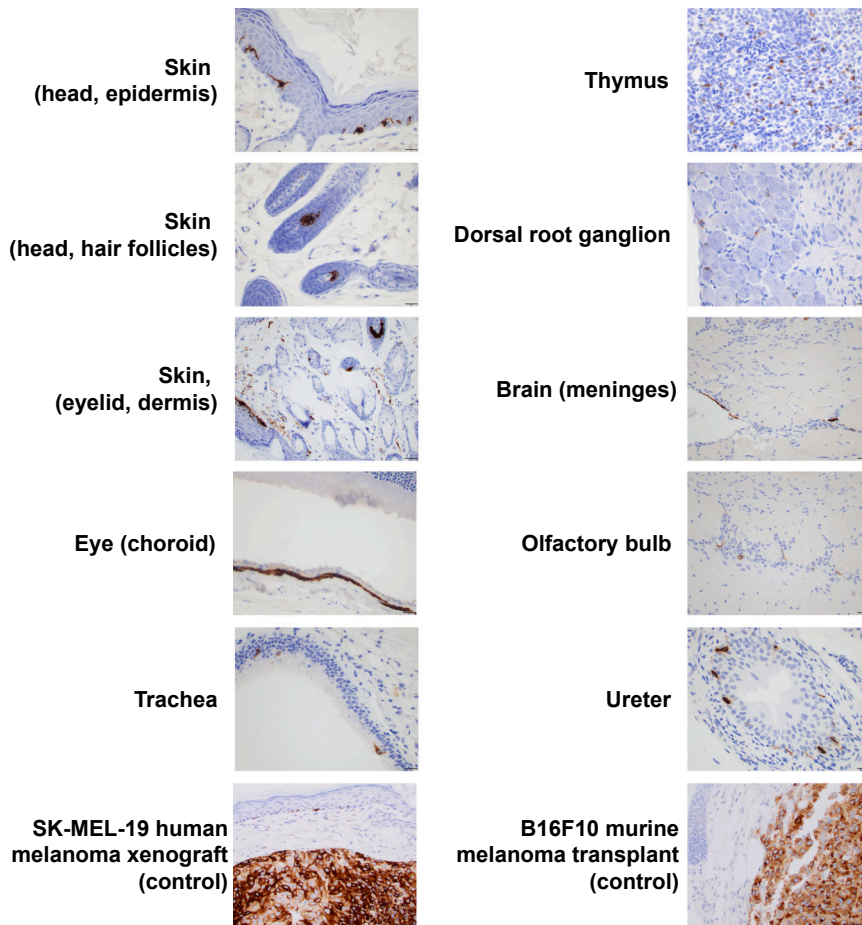 Skin
(head, epidermis)
Thymus
Skin
(head, hair follicles)
Dorsal root ganglion
Skin,
(eyelid, dermis)
Brain (meninges)
Eye (choroid)
Olfactory bulb
Trachea
Ureter
SK-MEL-19 human
melanoma xenograft
(control)
B16F10 murine
melanoma transplant
(control)